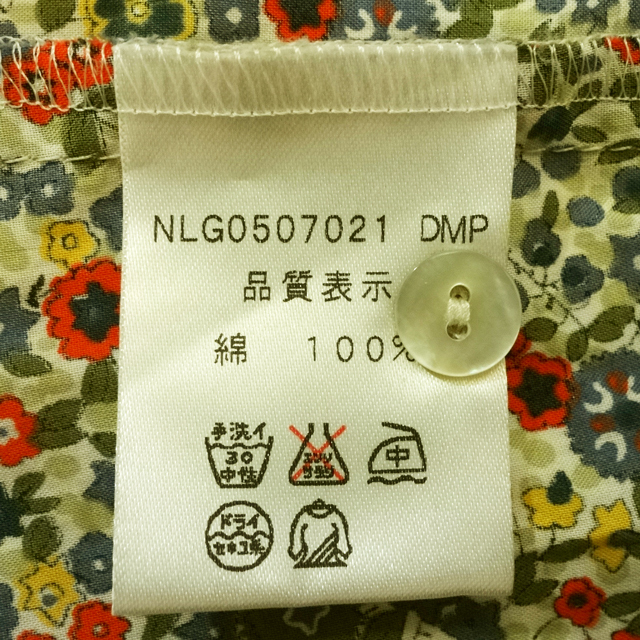 NLG0507021 DMP
品質表示
綿 100%
手洗イ
30
中性
エンソ
サラシ
中
ドライ
セキユ系